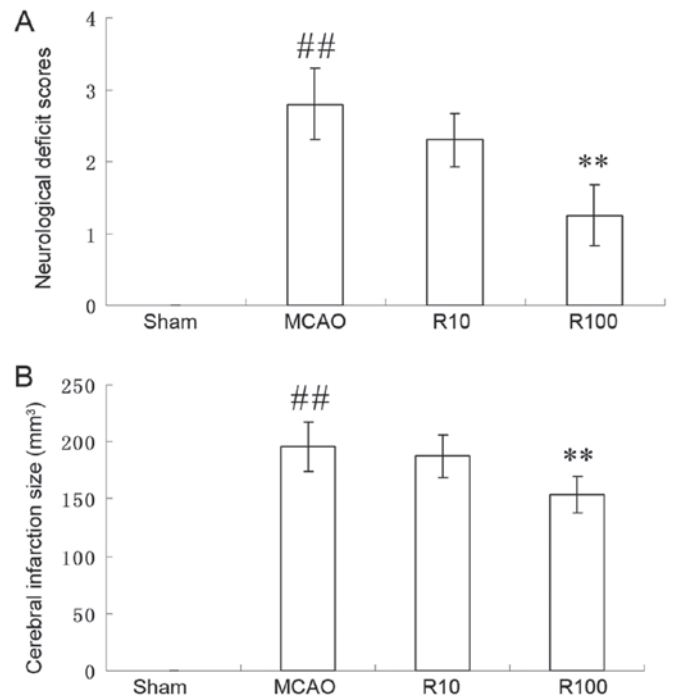 A
Neurological deficit scores
4
3
2
1
0
##
**
Sham MCAO R10 R100
B
Cerebral infarction size (mm³)
250
200
150
100
50
0
##
**
Sham MCAO R10 R100